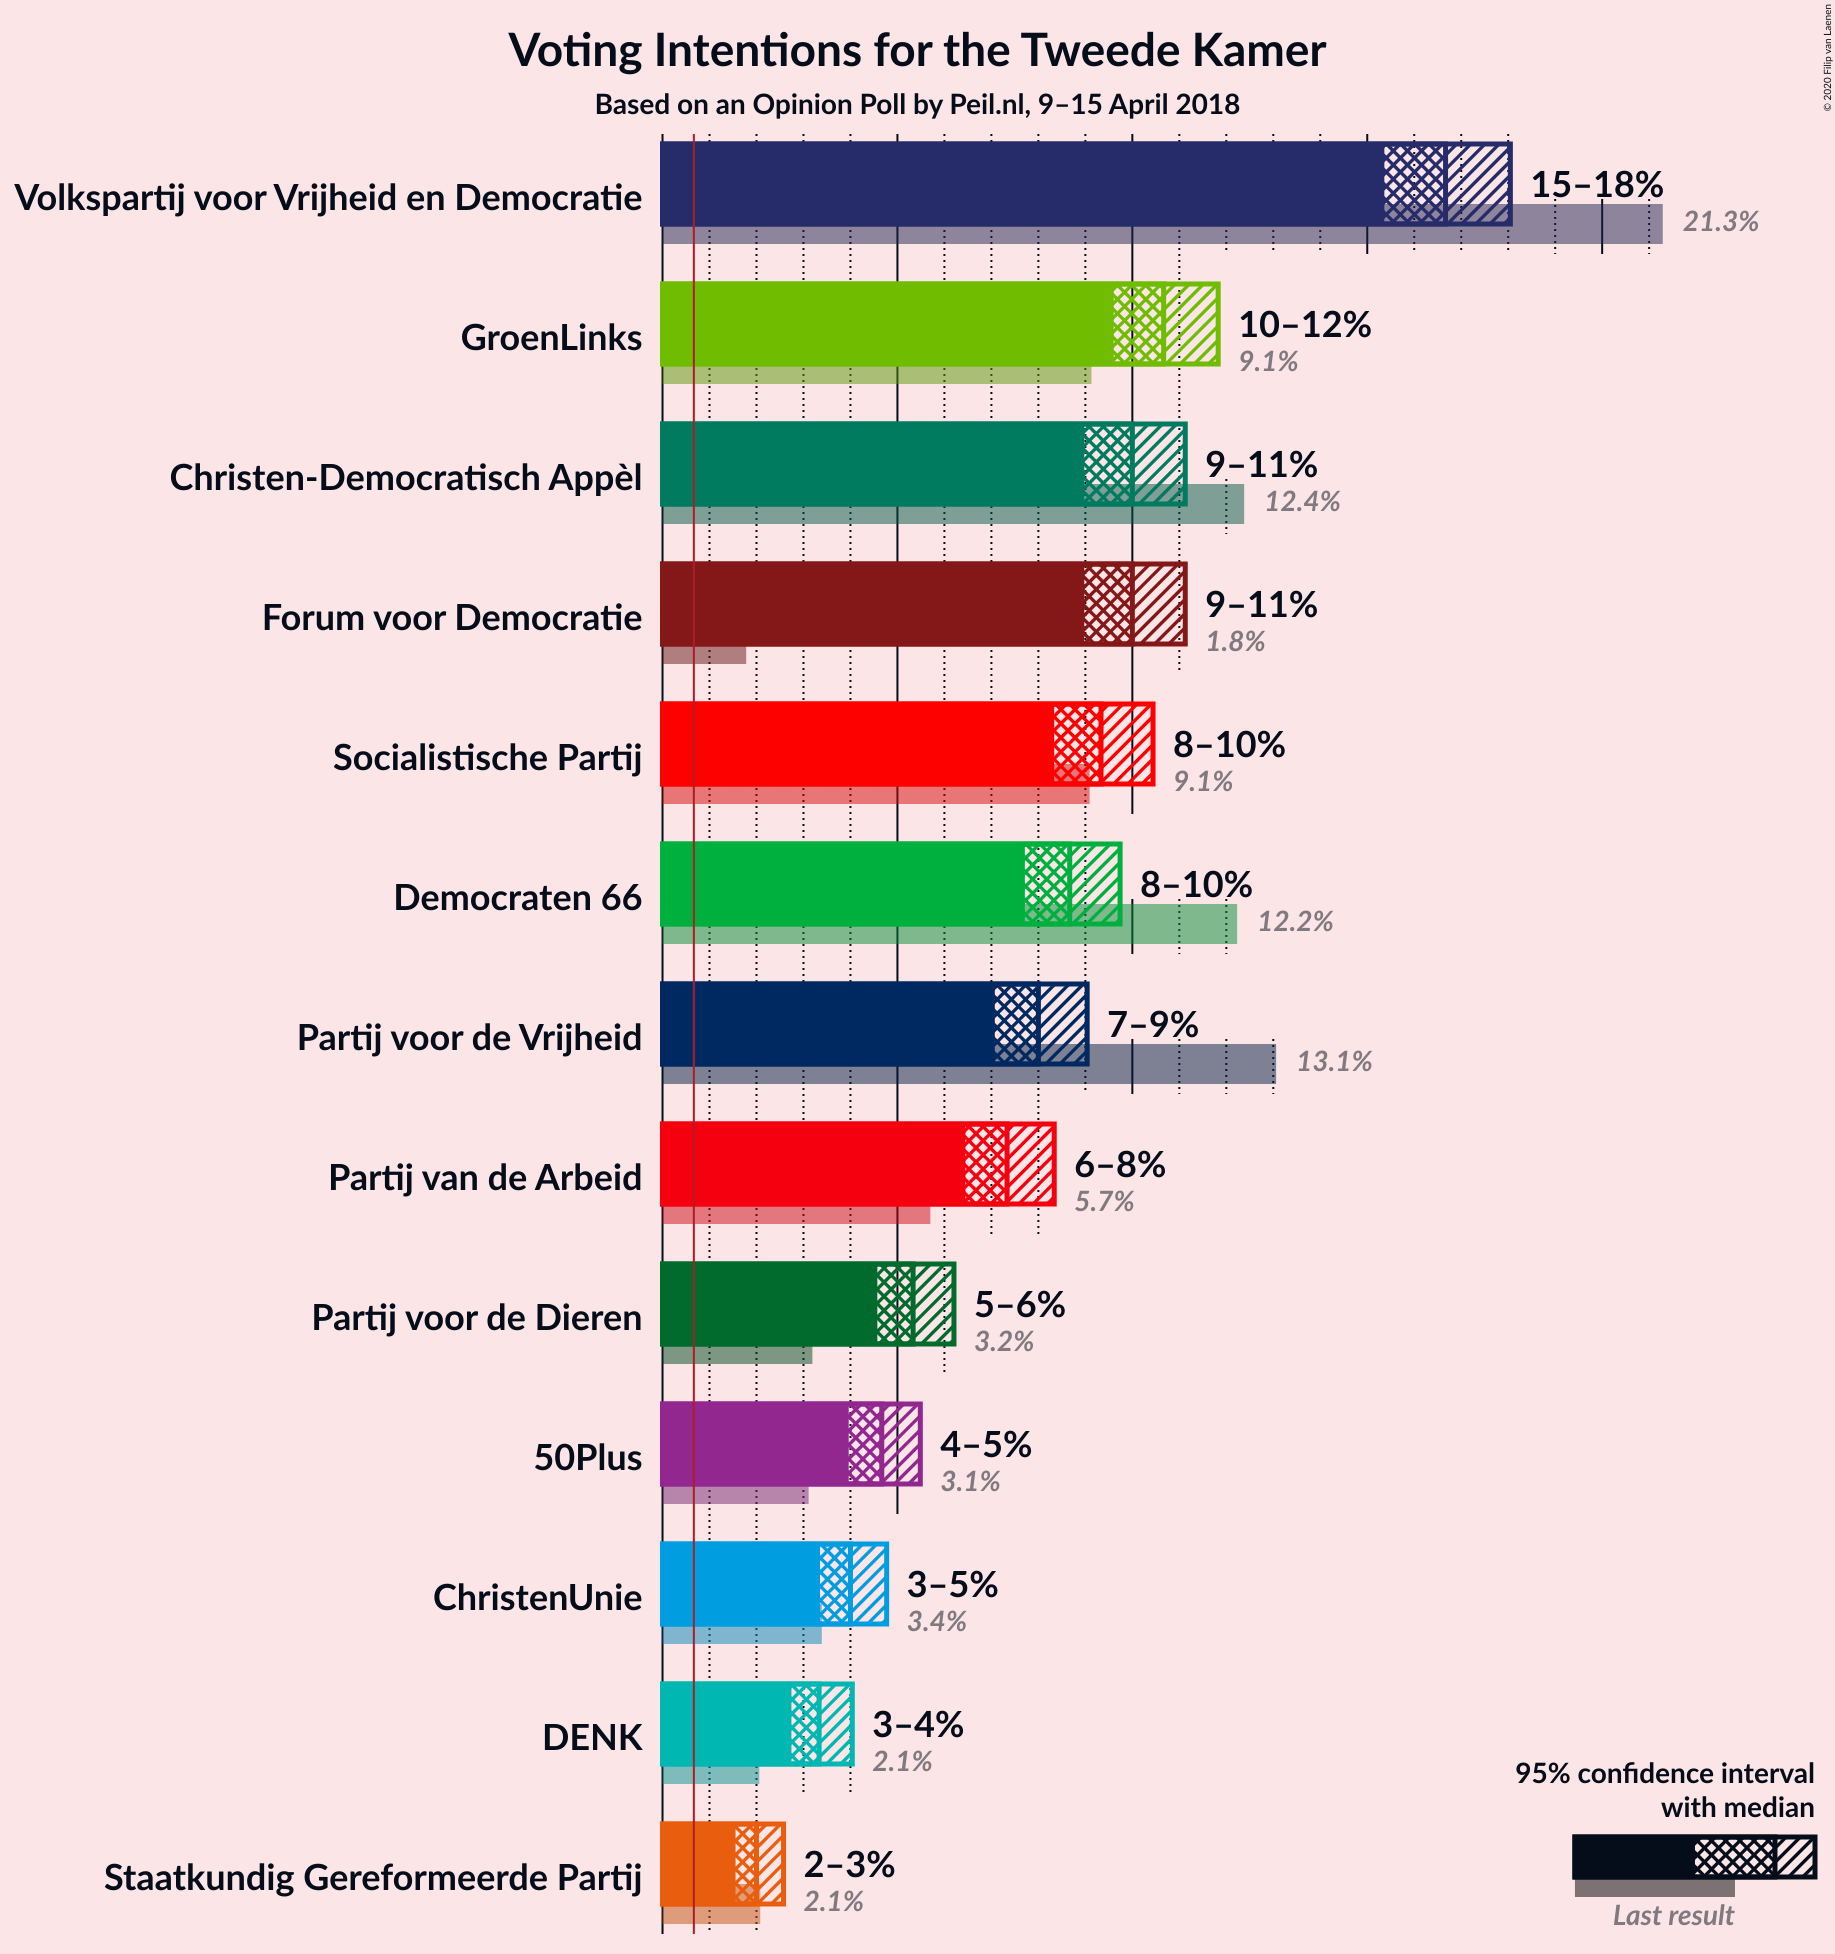 Voting Intentions for the Tweede Kamer
Based on an Opinion Poll by Peil.nl, 9–15 April 2018
© 2020 Filip van Laenen
Volkspartij voor Vrijheid en Democratie
15–18%
21.3%
GroenLinks
10–12%
9.1%
Christen-Democratisch Appèl
9–11%
12.4%
Forum voor Democratie
9–11%
1.8%
Socialistische Partij
8–10%
9.1%
Democraten 66
8–10%
12.2%
Partij voor de Vrijheid
7–9%
13.1%
Partij van de Arbeid
6–8%
5.7%
Partij voor de Dieren
5–6%
3.2%
50Plus
4–5%
3.1%
ChristenUnie
3–5%
3.4%
DENK
3–4%
2.1%
Staatkundig Gereformeerde Partij
2–3%
2.1%
95% confidence interval
with median
Last result